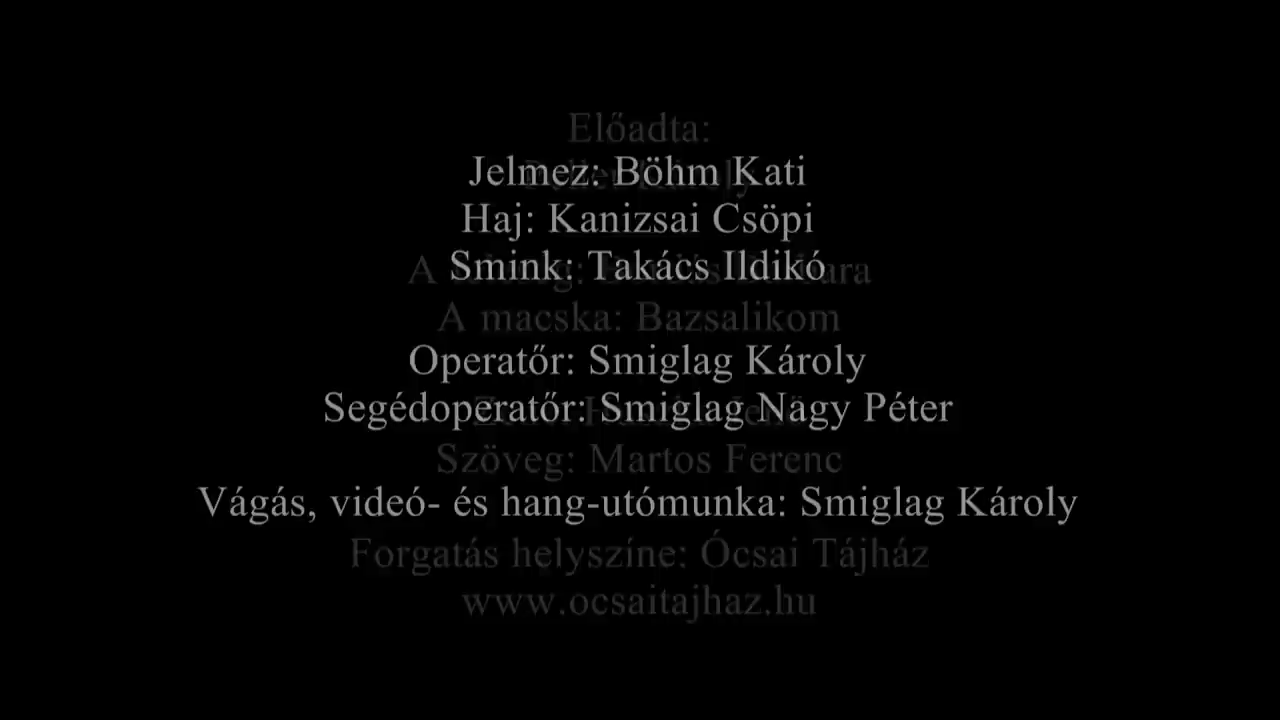 Előadta:
Jelmez: Böhm Kati
Haj: Kanizsai Csöpi
Smink: Takács Ildikó
A macska: Bazsalikom
Operatőr: Smiglag Károly
Segédoperatőr: Smiglag Nagy Péter
Szöveg: Martos Ferenc
Vágás, videó- és hang-utómunka: Smiglag Károly
Forgatás helyszíne: Ócsai Tájház
www.ocsaitajhaz.hu